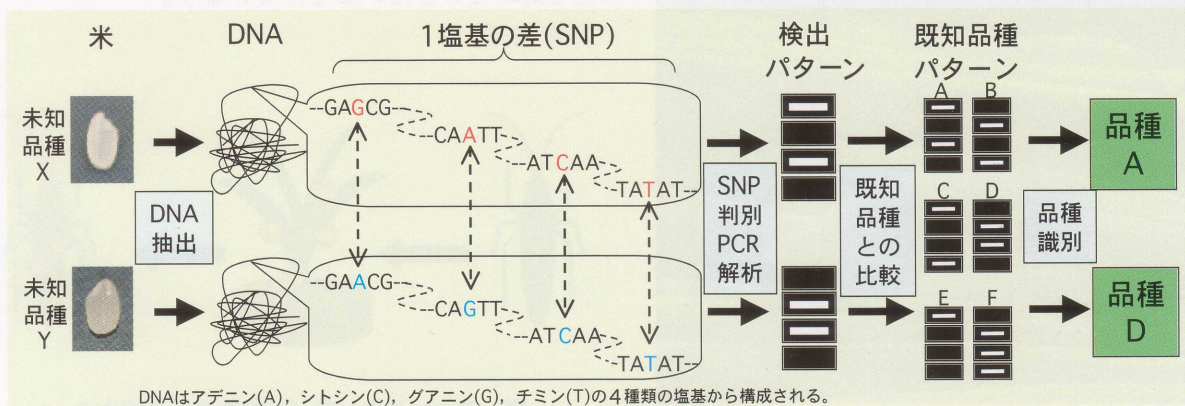 米
DNA
1塩基の差(SNP)
検出
パターン
既知品種
パターン
未知
品種
X
DNA
抽出
--GAGCG--
--CAATT--
--ATCAA--
--TATAT--
SNP
判別
PCR
解析
既知
品種
との
比較
A
B
C
D
E
F
品種
識別
品種
A
未知
品種
Y
--GAACG--
--CAGTT--
--ATCAA--
--TATAT--
品種
D
DNAはアデニン(A),シトシン(C),グアニン(G),チミン(T)の4種類の塩基から構成される。